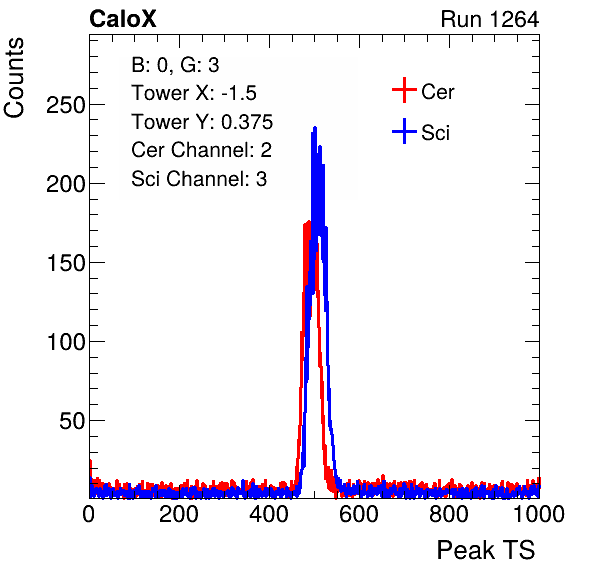 CaloX Run 1264
Counts
B: 0, G: 3
Tower X: -1.5
Tower Y: 0.375
Cer Channel: 2
Sci Channel: 3
Cer
Sci
250
200
150
100
50
0 200 400 600 800 1000
Peak TS